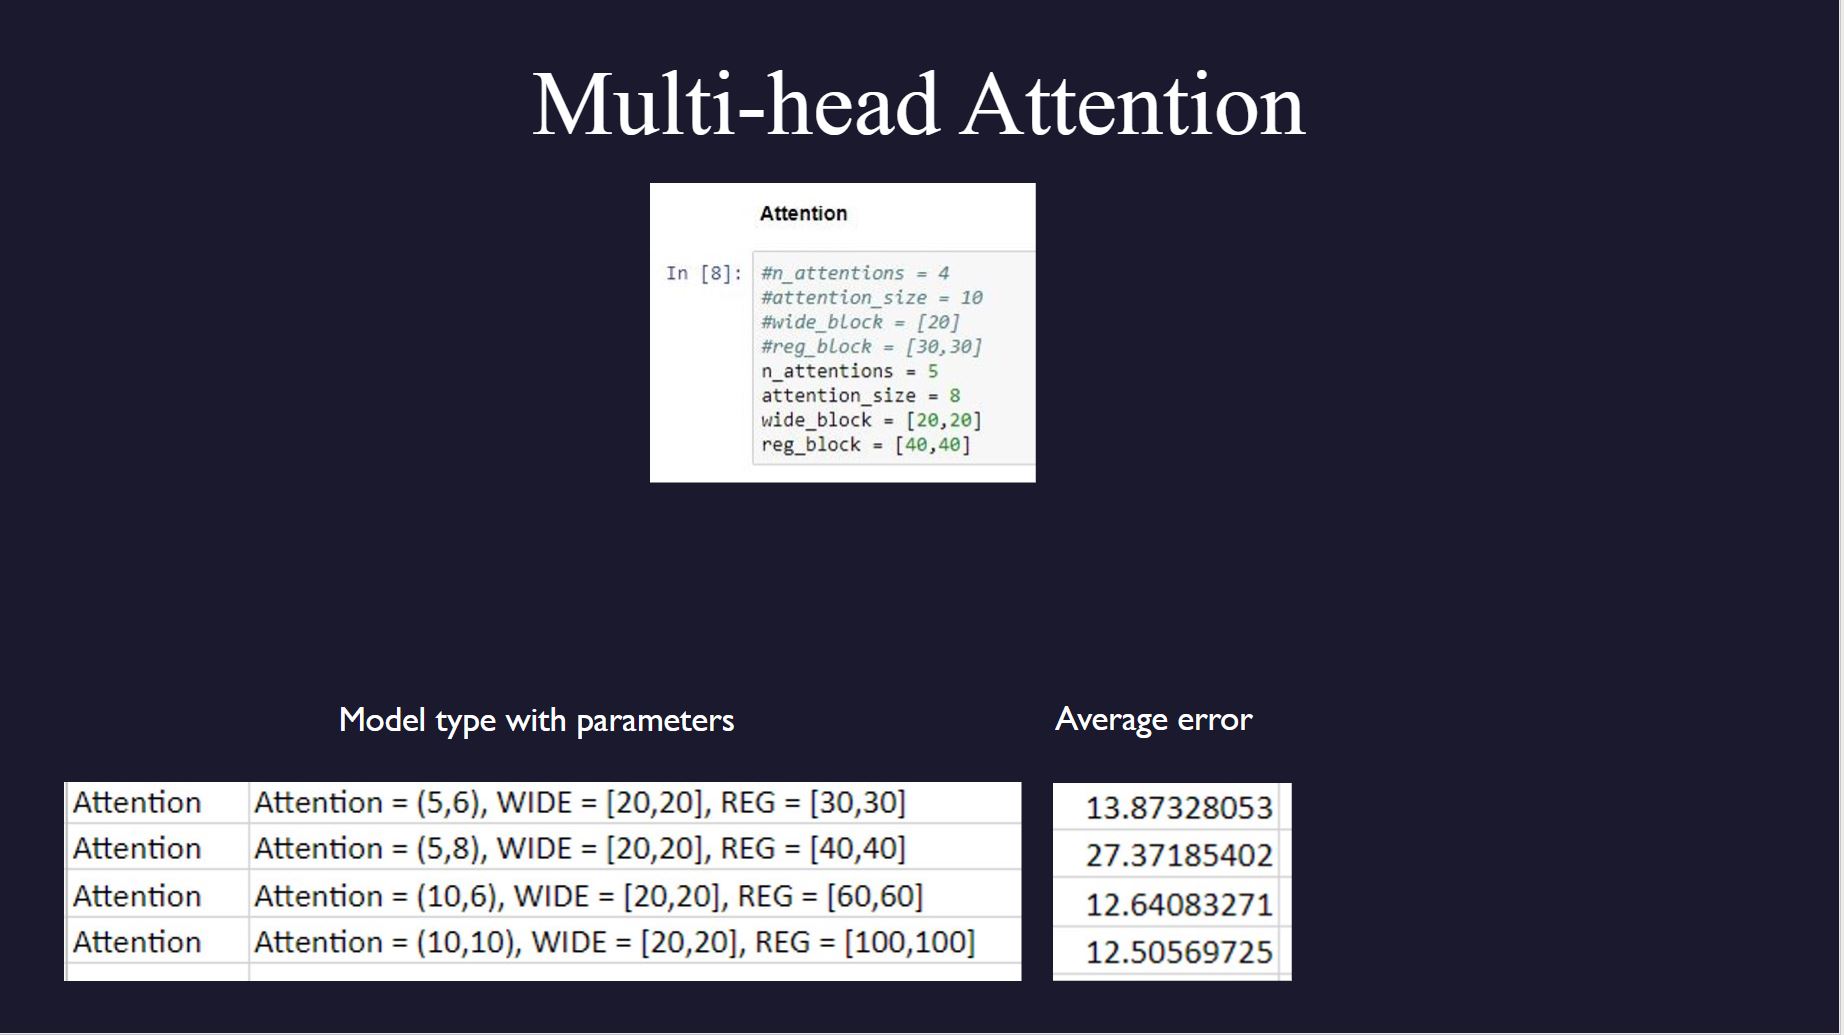 Multi-head Attention
Attention
In [8]:
#n_attentions = 4
#attention_size = 10
#wide_block = [20]
#reg_block = [30,30]
n_attentions = 5
attention_size = 8
wide_block = [20,20]
reg_block = [40,40]
Model type with parameters
Average error
Attention Attention = (5,6), WIDE = [20,20], REG = [30,30] 13.87328053
Attention Attention = (5,8), WIDE = [20,20], REG = [40,40] 27.37185402
Attention Attention = (10,6), WIDE = [20,20], REG = [60,60] 12.64083271
Attention Attention = (10,10), WIDE = [20,20], REG = [100,100] 12.50569725